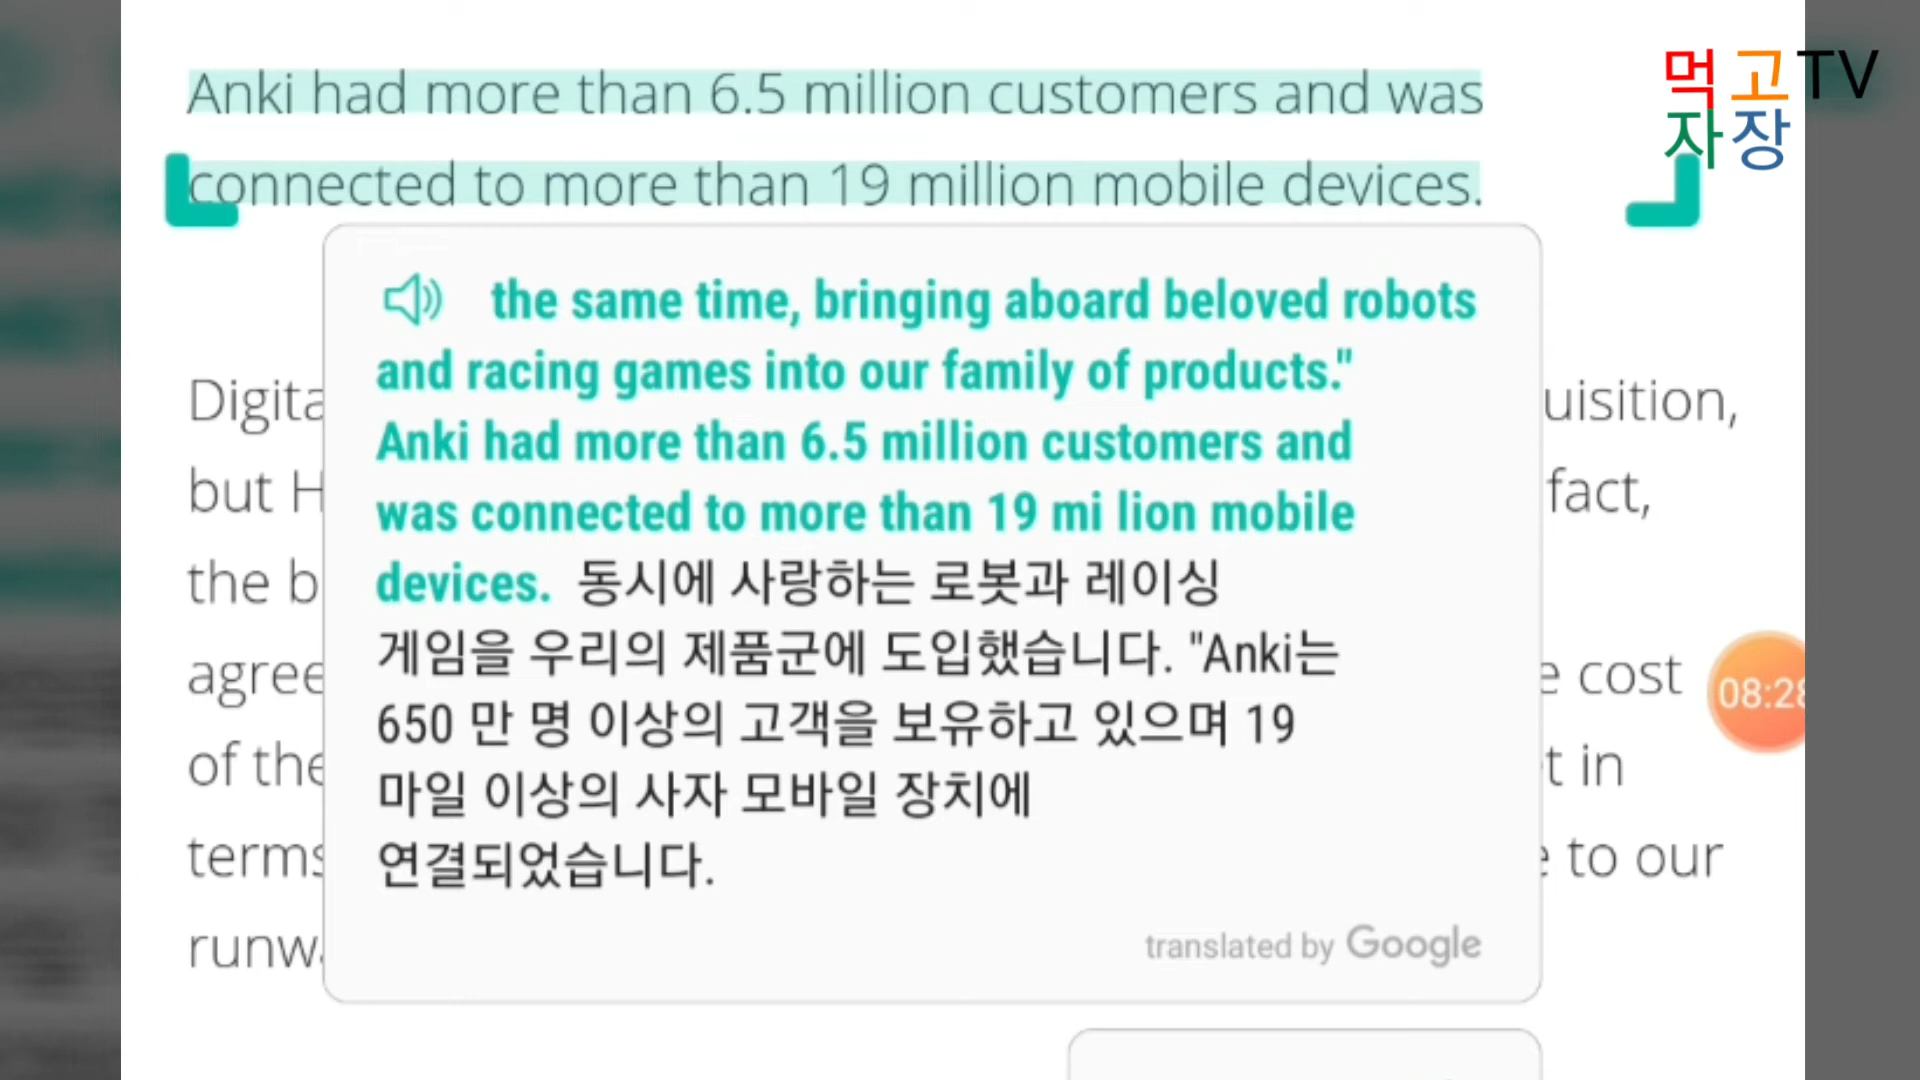 Anki had more than 6.5 million customers and was
connected to more than 19 million mobile devices.
먹고TV
자장
the same time, bringing aboard beloved robots
and racing games into our family of products."
Anki had more than 6.5 million customers and
was connected to more than 19 mi lion mobile
devices. 동시에 사랑하는 로봇과 레이싱
게임을 우리의 제품군에 도입했습니다. "Anki는
650 만 명 이상의 고객을 보유하고 있으며 19
마일 이상의 사자 모바일 장치에
연결되었습니다.
translated by Google
Digita uisition,
but H fact,
the b
agree e cost
of the t in
terms e to our
runwa
08:28